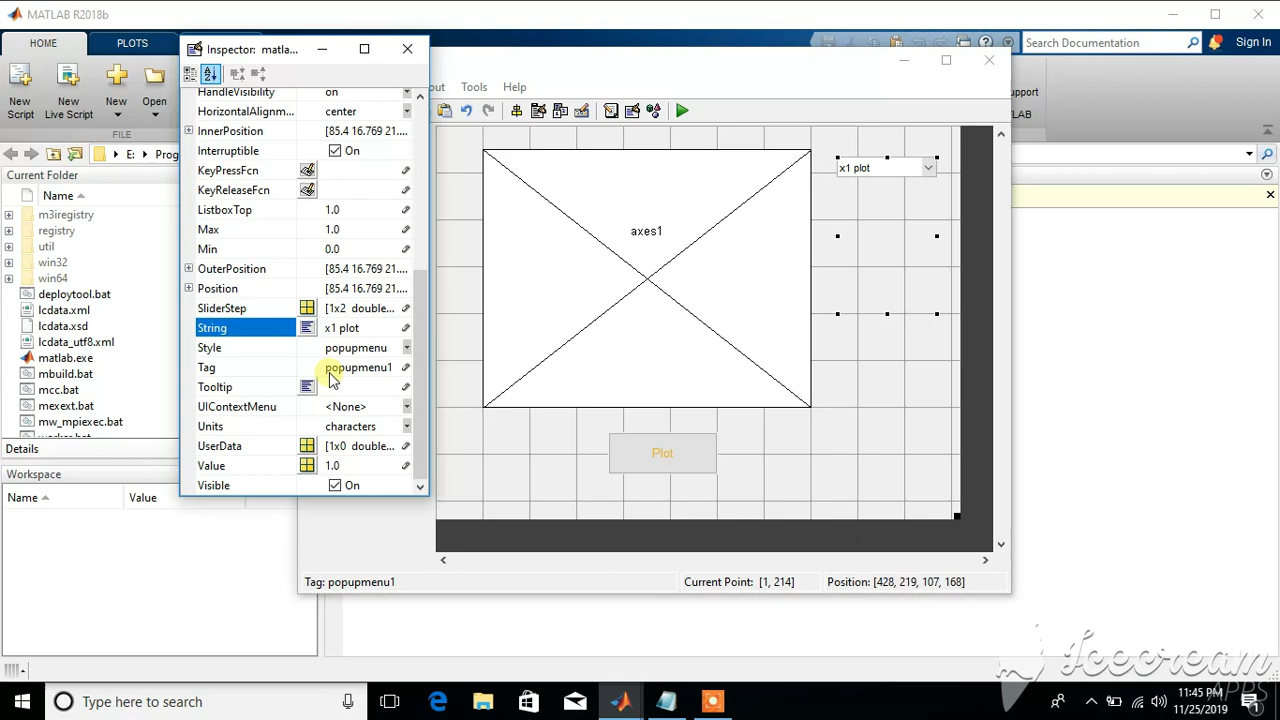 MATLAB R2018b
HOME
PLOTS
Search Documentation
Sign In
Inspector: matla...
New
Script
New
Live Script
New
Open
FILE
out
Tools
Help
upport
LAB
E:
Prog
Current Folder
Name
m3iregistry
registry
util
win32
win64
deploytool.bat
lcdata.xml
lcdata.xsd
lcdata_utf8.xml
matlab.exe
mbuild.bat
mcc.bat
mexext.bat
mw_mpiexec.bat
Details
Workspace
Name
Value
HandleVisibility on
HorizontalAlignm... center
InnerPosition [85.4 16.769 21....
Interruptible On
KeyPressFcn
KeyReleaseFcn
ListboxTop 1.0
Max 1.0
Min 0.0
OuterPosition [85.4 16.769 21....
Position [85.4 16.769 21....
SliderStep [1x2 double...
String x1 plot
Style popupmenu
Tag popupmenu1
Tooltip
UIContextMenu <None>
Units characters
UserData [1x0 double...
Value 1.0
Visible On
axes1
x1 plot
Plot
Tag: popupmenu1
Current Point: [1, 214]
Position: [428, 219, 107, 168]
Icecream
APPS
Type here to search
11:45 PM
11/25/2019